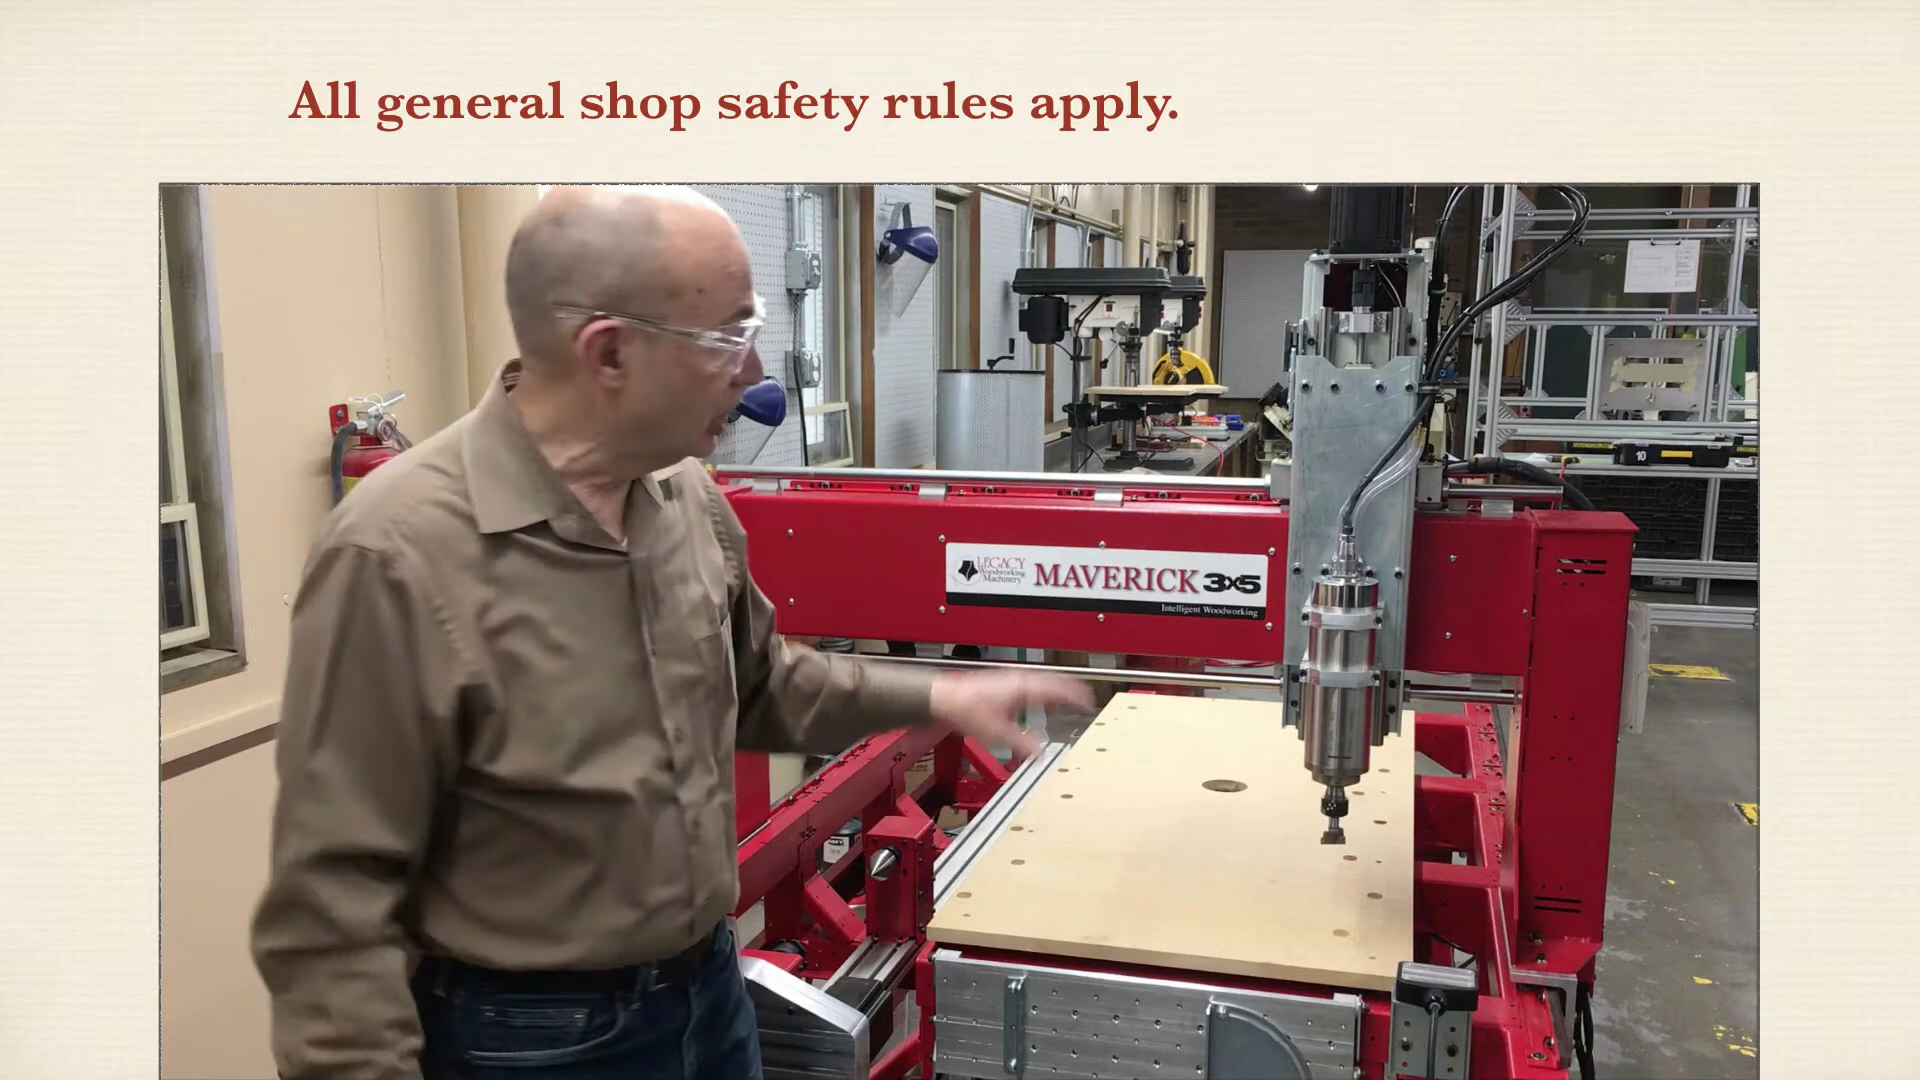 All general shop safety rules apply.
LEGACY
Woodworking
Machinery
MAVERICK 3x5
Intelligent Woodworking
10